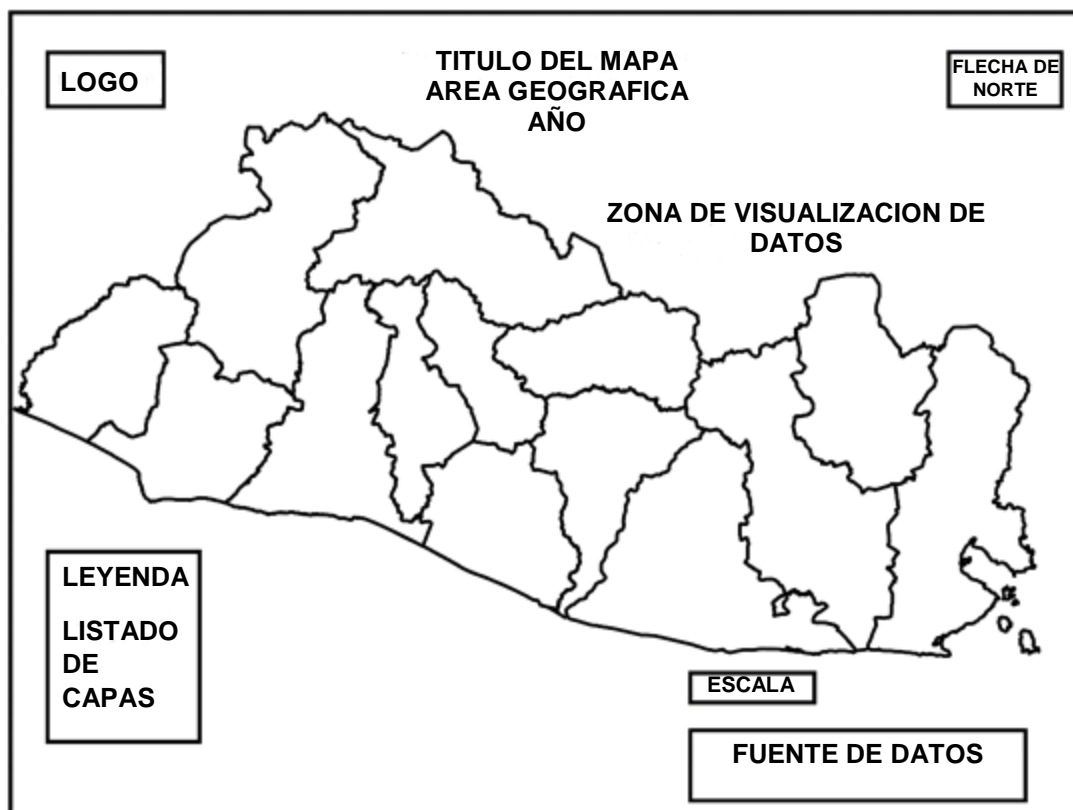 LOGO
TITULO DEL MAPA
AREA GEOGRAFICA
AÑO
FLECHA DE
NORTE
ZONA DE VISUALIZACION DE
DATOS
LEYENDA
LISTADO
DE
CAPAS
ESCALA
FUENTE DE DATOS